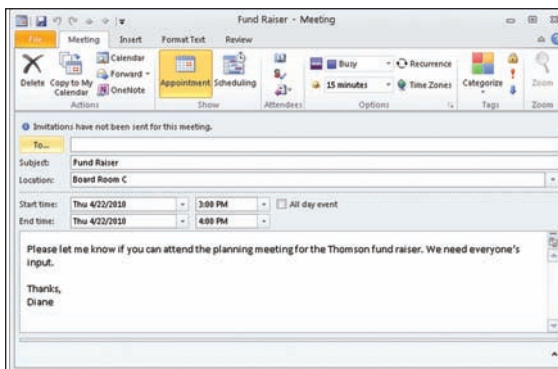 Fund Raiser - Meeting
File Meeting Insert Format Text Review
Delete Copy to My Calendar Calendar Forward OneNote Appointment Scheduling Busy 15 minutes Recurrence Time Zones Categorize Zoom
Actions Show Attendees Options Tags Zoom
Invitations have not been sent for this meeting.
To...
Subject: Fund Raiser
Location: Board Room C
Start time: Thu 4/22/2010 3:00 PM All day event
End time: Thu 4/22/2010 4:00 PM
Please let me know if you can attend the planning meeting for the Thomson fund raiser. We need everyone's
input.
Thanks,
Diane